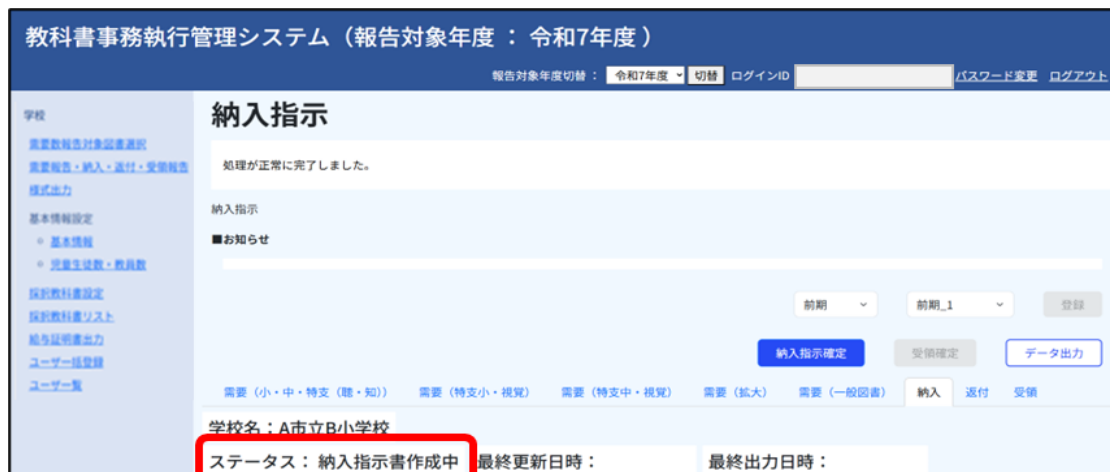 教科書事務執行管理システム（報告対象年度 ： 令和7年度 ）
報告対象年度切替 ： 令和7年度 切替 ログインID パスワード変更 ログアウト
学校
需要数報告対象図書選択
需要報告・納入・返付・受領報告
様式出力
基本情報設定
基本情報
児童生徒数・教員数
採択教科書設定
採択教科書リスト
給与証明書出力
ユーザー括登録
ユーザー覧
納入指示
処理が正常に完了しました。
納入指示
■お知らせ
前期 前期_1 登録
納入指示確定 受領確定 データ出力
需要（小・中・特支（聴・知）） 需要（特支小・視覚） 需要（特支中・視覚） 需要（拡大） 需要（一般図書） 納入 返付 受領
学校名：A市立B小学校
ステータス： 納入指示書作成中 最終更新日時： 最終出力日時：